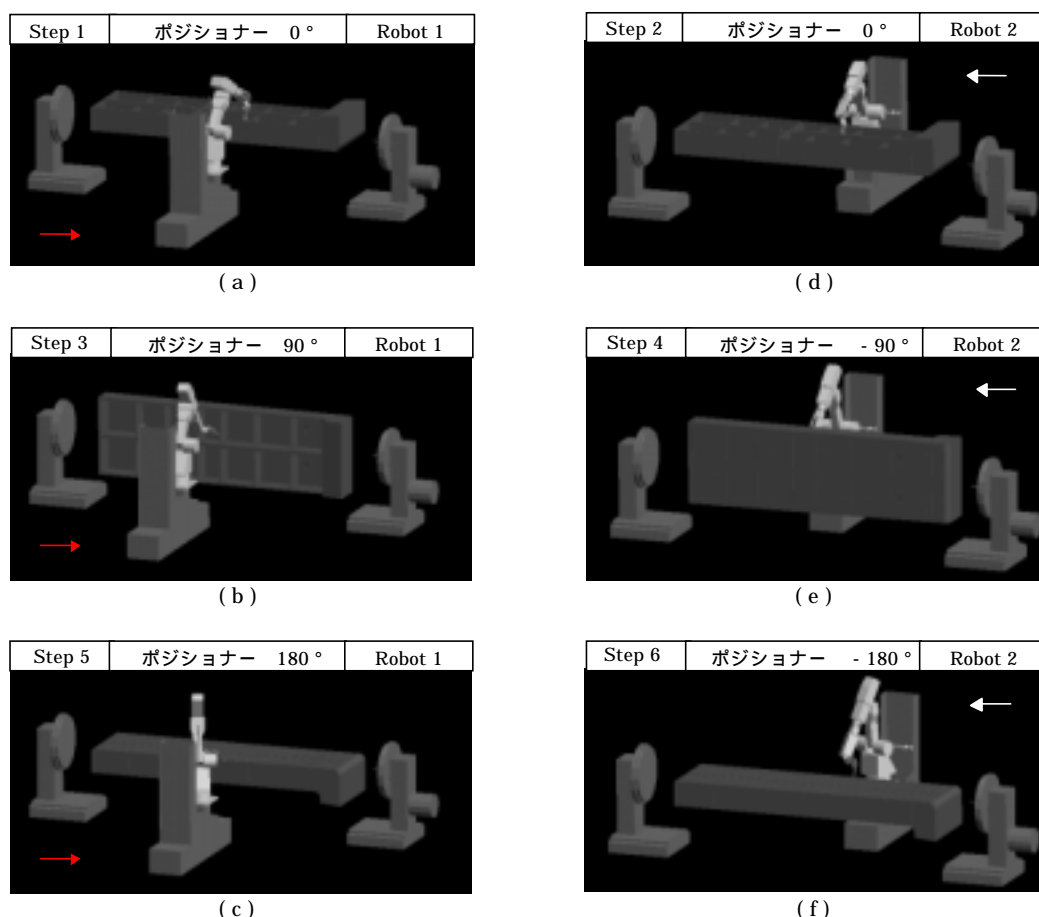 Step 1 ポジショナー 0 ° Robot 1
( a )
Step 2 ポジショナー 0 ° Robot 2
( d )
Step 3 ポジショナー 90 ° Robot 1
( b )
Step 4 ポジショナー - 90 ° Robot 2
( e )
Step 5 ポジショナー 180 ° Robot 1
( c )
Step 6 ポジショナー - 180 ° Robot 2
( f )